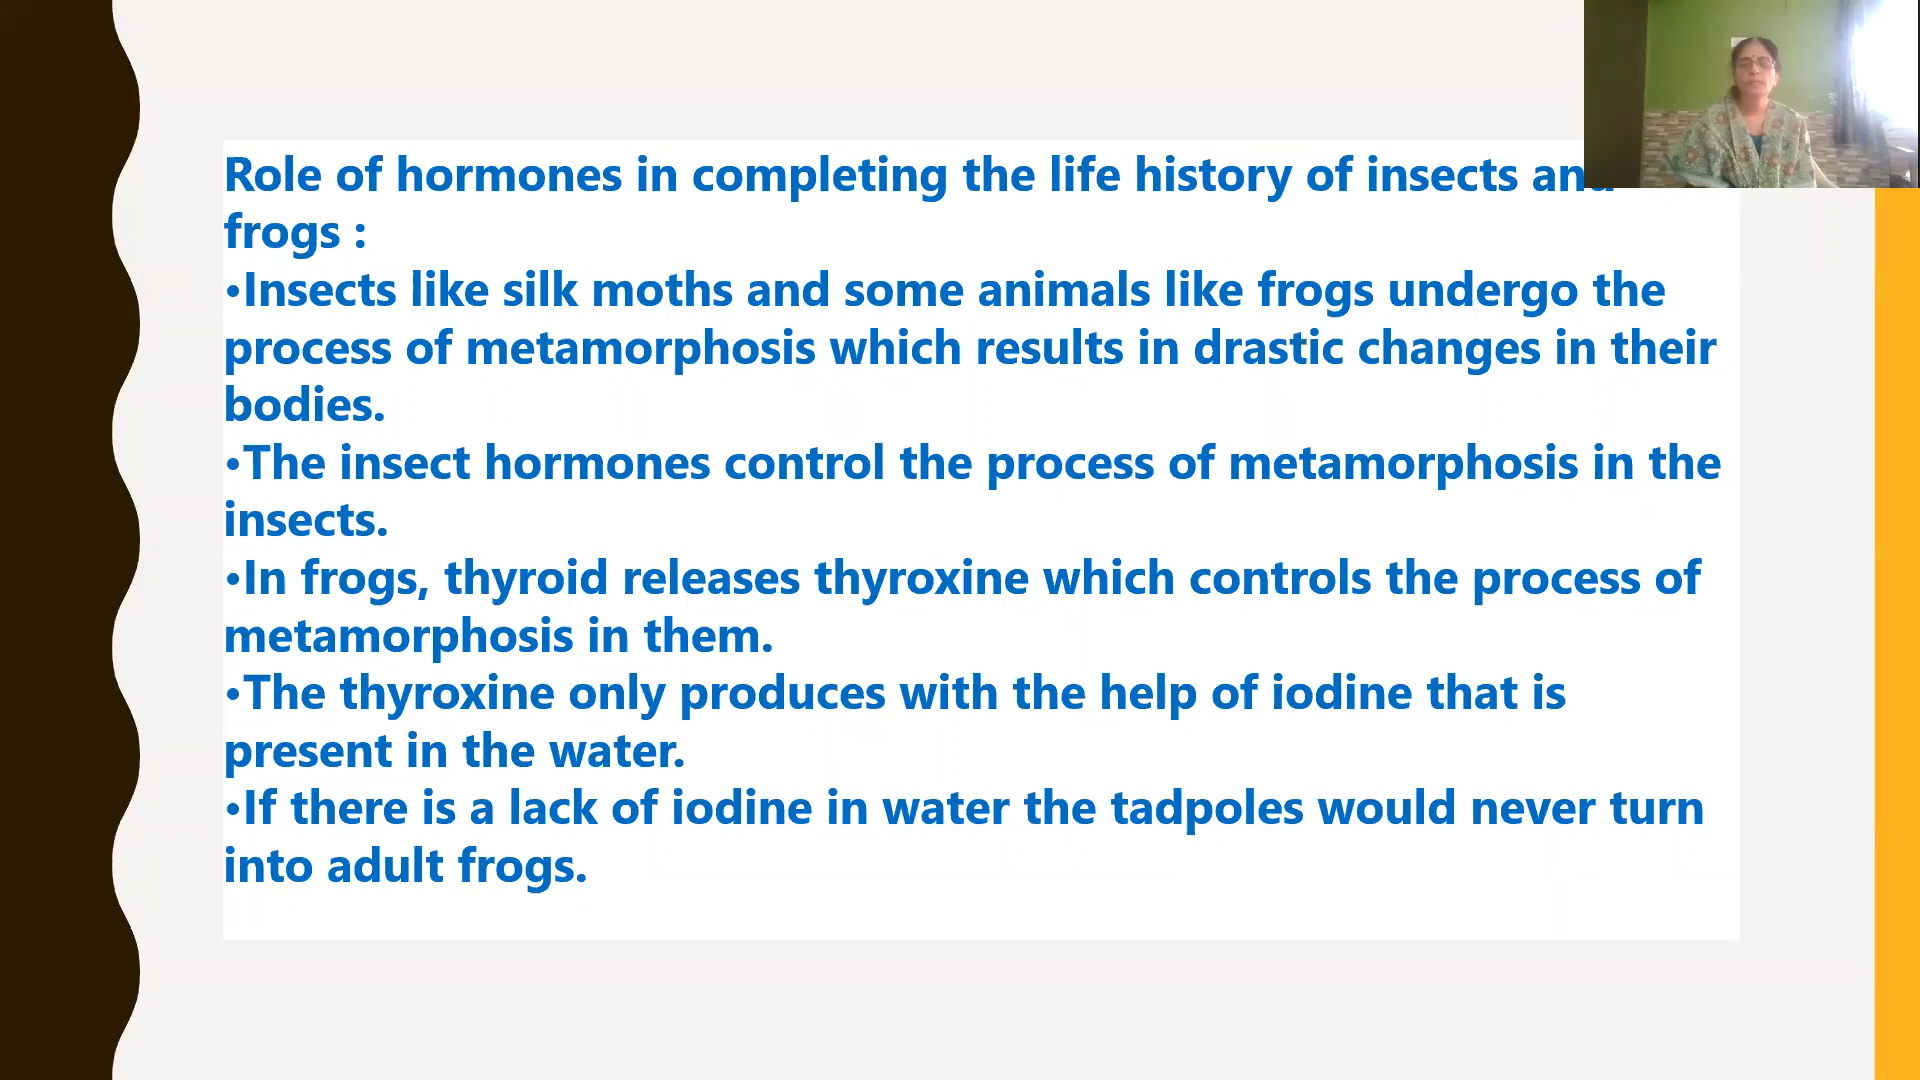 Role of hormones in completing the life history of insects and
frogs :
•Insects like silk moths and some animals like frogs undergo the
process of metamorphosis which results in drastic changes in their
bodies.
•The insect hormones control the process of metamorphosis in the
insects.
•In frogs, thyroid releases thyroxine which controls the process of
metamorphosis in them.
•The thyroxine only produces with the help of iodine that is
present in the water.
•If there is a lack of iodine in water the tadpoles would never turn
into adult frogs.